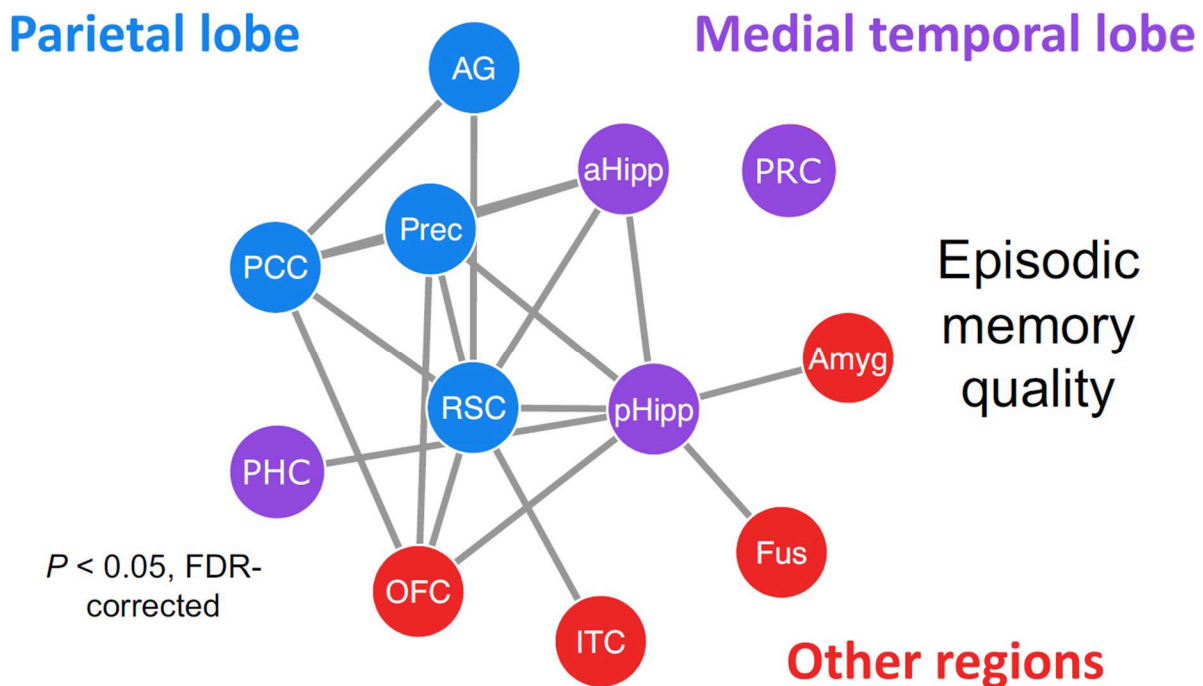 Parietal lobe
Medial temporal lobe
AG
aHipp
PRC
Prec
PCC
Episodic
memory
quality
Amyg
RSC
pHipp
PHC
P < 0.05, FDR-
corrected
OFC
Fus
ITC
Other regions